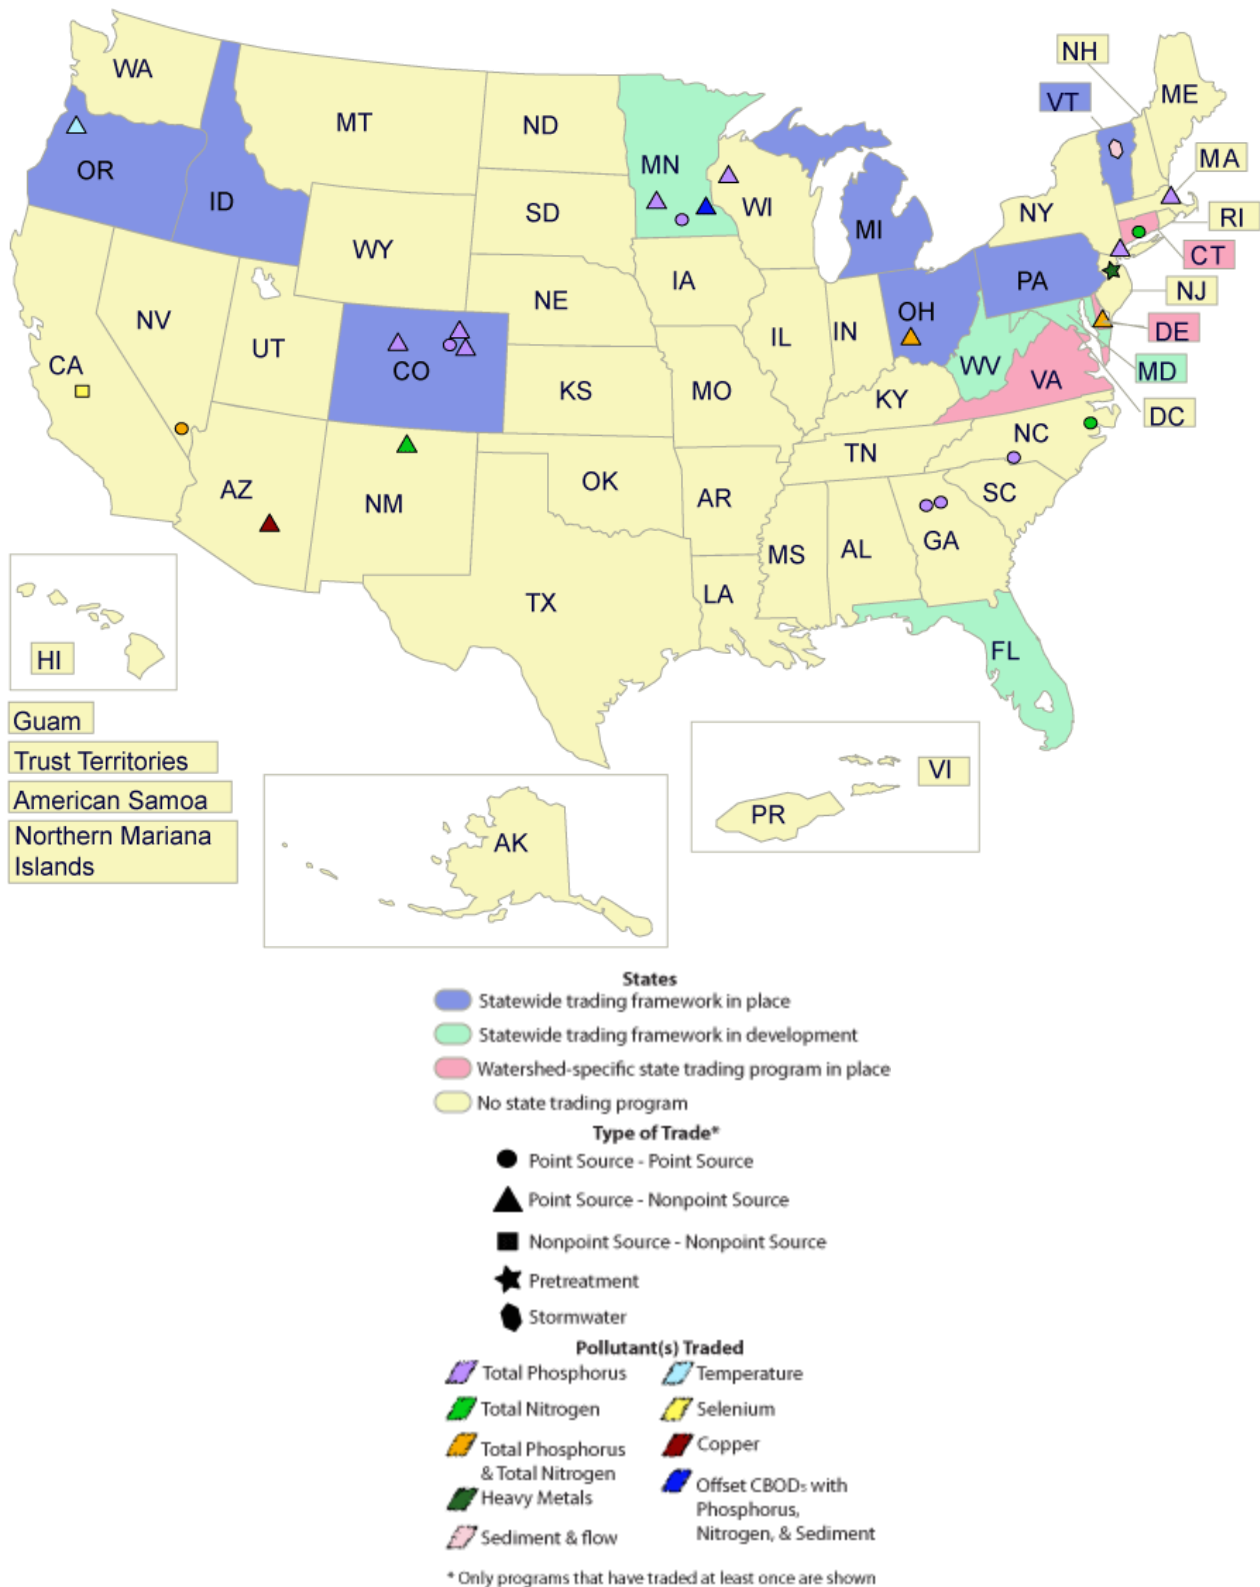 WA
NH
VT
ME
MT
ND
OR
MN
MA
ID
SD
WI
NY
RI
WY
MI
CT
IA
PA
NE
NJ
NV
OH
UT
IL
IN
DE
CA
CO
WV
MD
KS
MO
VA
KY
DC
NC
TN
AZ
OK
SC
NM
AR
GA
MS
AL
TX
LA
FL
HI
Guam
Trust Territories
American Samoa
Northern Mariana
Islands
VI
PR
AK
States
Statewide trading framework in place
Statewide trading framework in development
Watershed-specific state trading program in place
No state trading program
Type of Trade*
Point Source - Point Source
Point Source - Nonpoint Source
Nonpoint Source - Nonpoint Source
Pretreatment
Stormwater
Pollutant(s) Traded
Total Phosphorus
Temperature
Total Nitrogen
Selenium
Total Phosphorus
& Total Nitrogen
Copper
Heavy Metals
Offset CBOD₅ with
Phosphorus,
Nitrogen, & Sediment
Sediment & flow
* Only programs that have traded at least once are shown